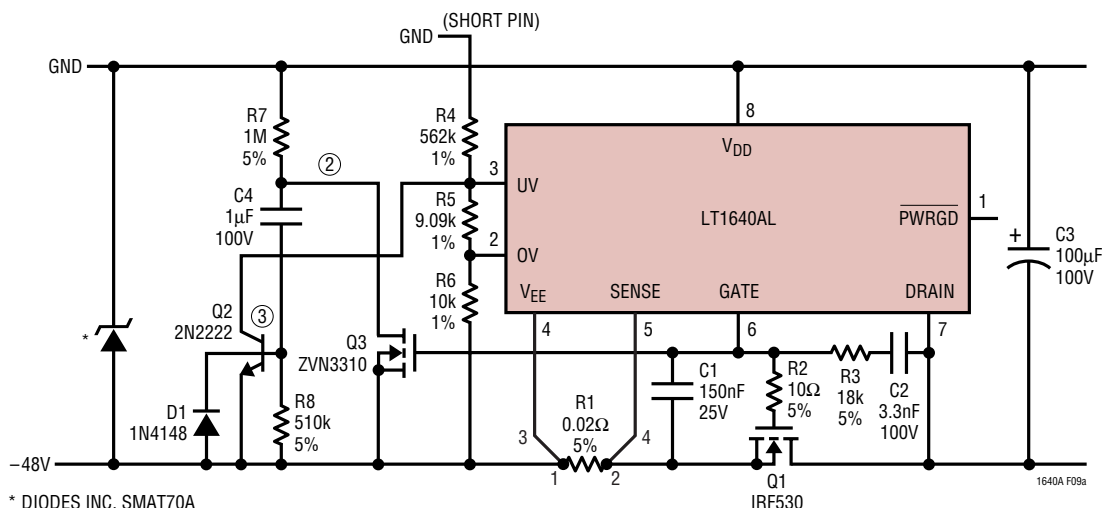 (SHORT PIN)
GND
GND
R7
1M
5%
②
R4
562k
1%
8
V_DD
3
UV
LT1640AL
1
PWRGD
C4
1µF
100V
R5
9.09k
1%
2
OV
+
C3
100µF
100V
R6
10k
1%
V_EE
SENSE
GATE
DRAIN
Q2
2N2222
③
4
5
6
7
*
Q3
ZVN3310
C1
150nF
25V
R2
10Ω
5%
R3
18k
5%
C2
3.3nF
100V
D1
1N4148
R8
510k
5%
R1
0.02Ω
5%
3
4
–48V
1
2
Q1
IRF530
1640A F09a
* DIODES INC. SMAT70A